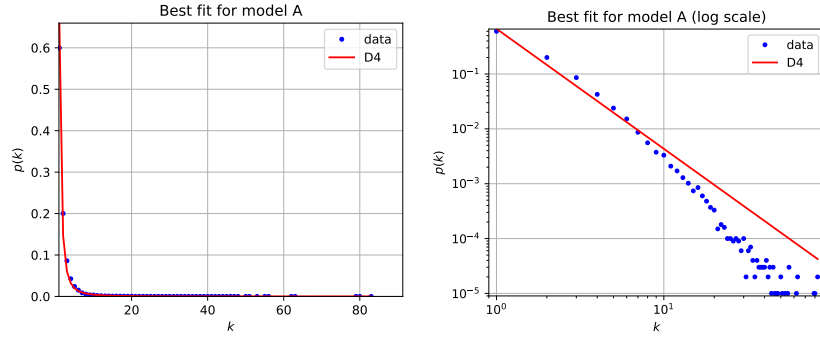 Best fit for model A
data
D4
p(k)
0.6
0.5
0.4
0.3
0.2
0.1
0.0
20
40
60
80
k
Best fit for model A (log scale)
data
D4
p(k)
10⁻¹
10⁻²
10⁻³
10⁻⁴
10⁻⁵
10⁰
10¹
k